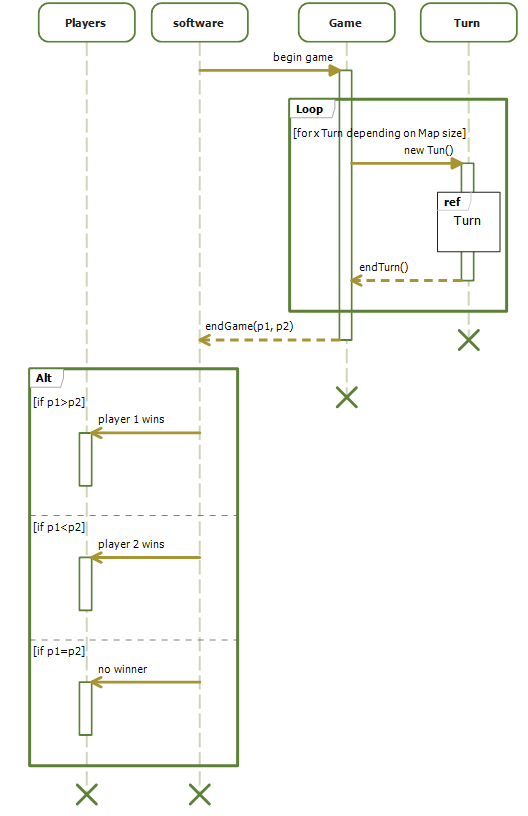 Players
software
Game
Turn
begin game
Loop
[for x Turn depending on Map size]
new Tun()
ref
Turn
endTurn()
endGame(p1, p2)
Alt
[if p1>p2]
player 1 wins
[if p1<p2]
player 2 wins
[if p1=p2]
no winner